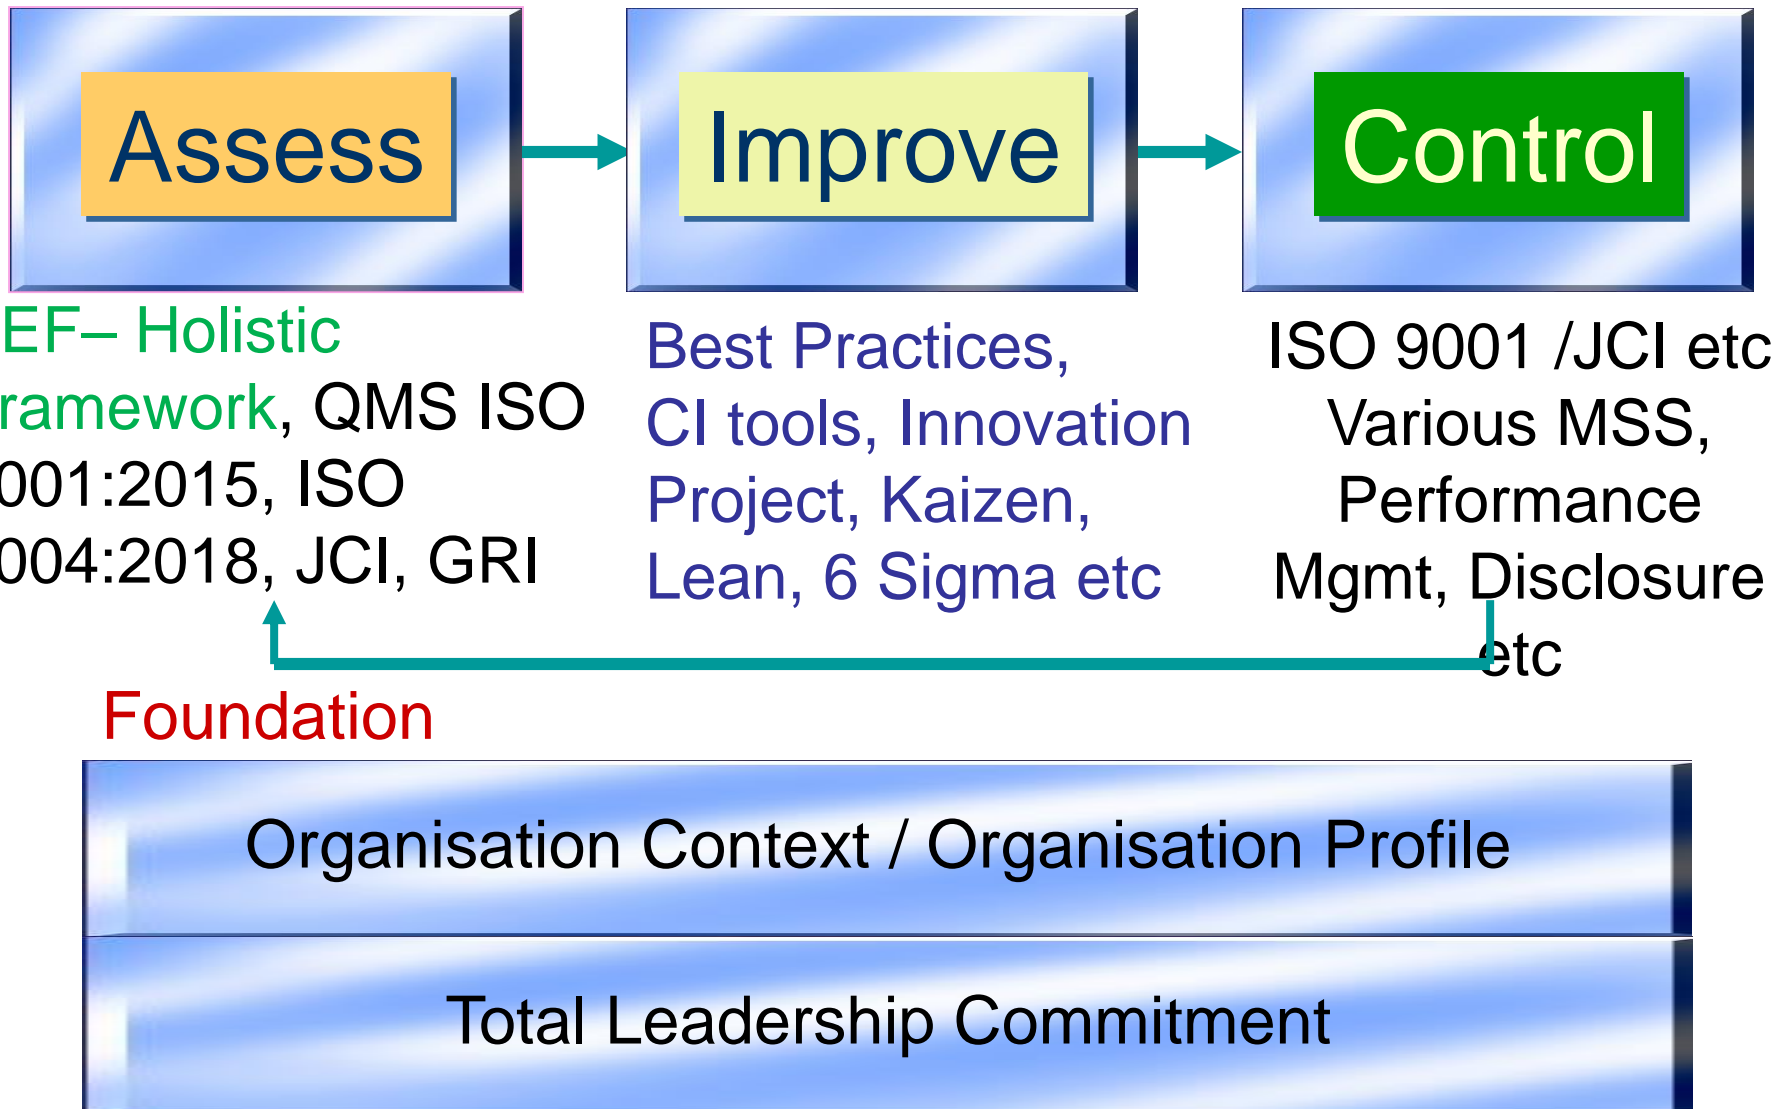 Assess
Improve
Control
EF– Holistic
ramework, QMS ISO
001:2015, ISO
004:2018, JCI, GRI
Best Practices,
CI tools, Innovation
Project, Kaizen,
Lean, 6 Sigma etc
ISO 9001 /JCI etc
Various MSS,
Performance
Mgmt, Disclosure
etc
Foundation
Organisation Context / Organisation Profile
Total Leadership Commitment